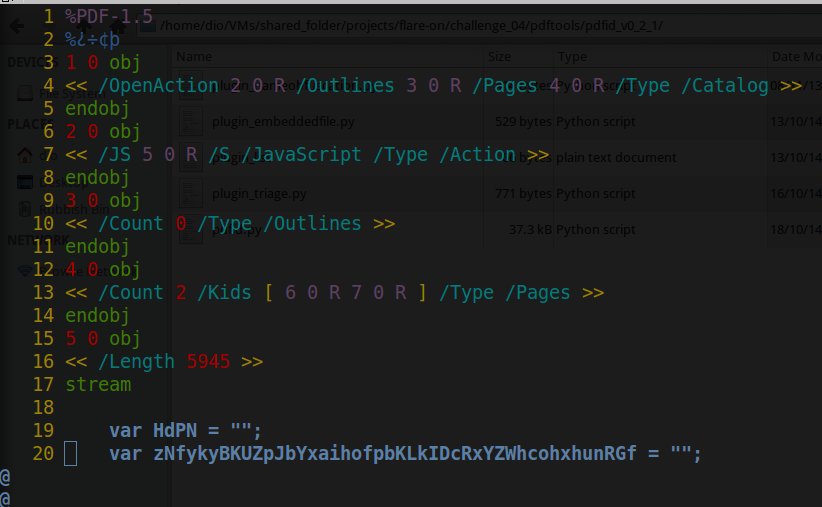 /home/dio/VMs/shared_folder/projects/flare-on/challenge_04/pdftools/pdfid_v0_2_1/
Name Size Type Date Mo
plugin_embeddedfile.py 529 bytes Python script 13/10/14
plain text document 13/10/14
plugin_triage.py 771 bytes Python script 16/10/14
37.3 kB Python script 18/10/14
1 %PDF-1.5
2 %¿÷¢þ
3 1 0 obj
4 << /OpenAction 2 0 R /Outlines 3 0 R /Pages 4 0 R /Type /Catalog >>
5 endobj
6 2 0 obj
7 << /JS 5 0 R /S /JavaScript /Type /Action >>
8 endobj
9 3 0 obj
10 << /Count 0 /Type /Outlines >>
11 endobj
12 4 0 obj
13 << /Count 2 /Kids [ 6 0 R 7 0 R ] /Type /Pages >>
14 endobj
15 5 0 obj
16 << /Length 5945 >>
17 stream
18
19 var HdPN = "";
20 var zNfykyBKUZpJbYxaihofpbKLkIDcRxYZWhcohxhunRGf = "";
@
@